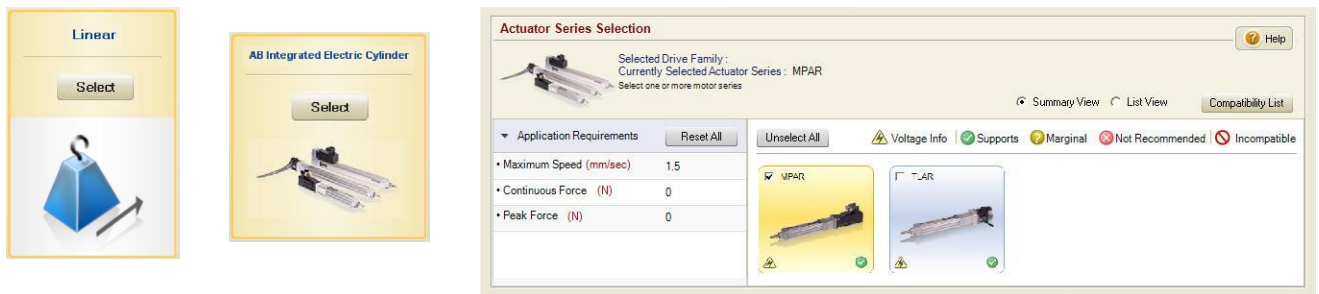 Linear
Select
AB Integrated Electric Cylinder
Select
Actuator Series Selection
Help
Selected Drive Family :
Currently Selected Actuator Series : MPAR
Select one or more motor series
Summary View List View Compatibility List
Application Requirements Reset All
Unselect All Voltage Info Supports Marginal Not Recommended Incompatible
• Maximum Speed (mm/sec) 1.5
• Continuous Force (N) 0
• Peak Force (N) 0
MPAR
TLAR